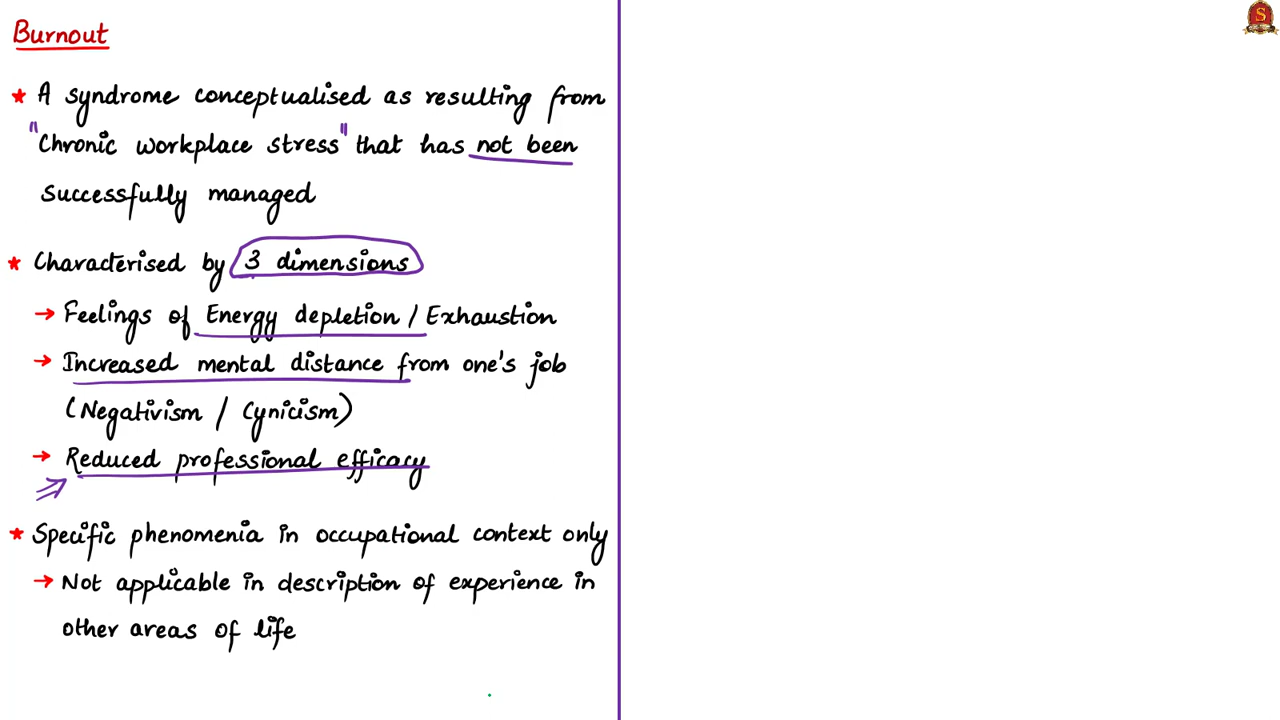 Burnout
★ A syndrome conceptualised as resulting from
"Chronic workplace stress" that has not been
successfully managed
★ Characterised by 3 dimensions
→ Feelings of Energy depletion / Exhaustion
→ Increased mental distance from one's job
(Negativism / Cynicism)
→ Reduced professional efficacy
★ Specific phenomenia in occupational context only
→ Not applicable in description of experience in
other areas of life
S